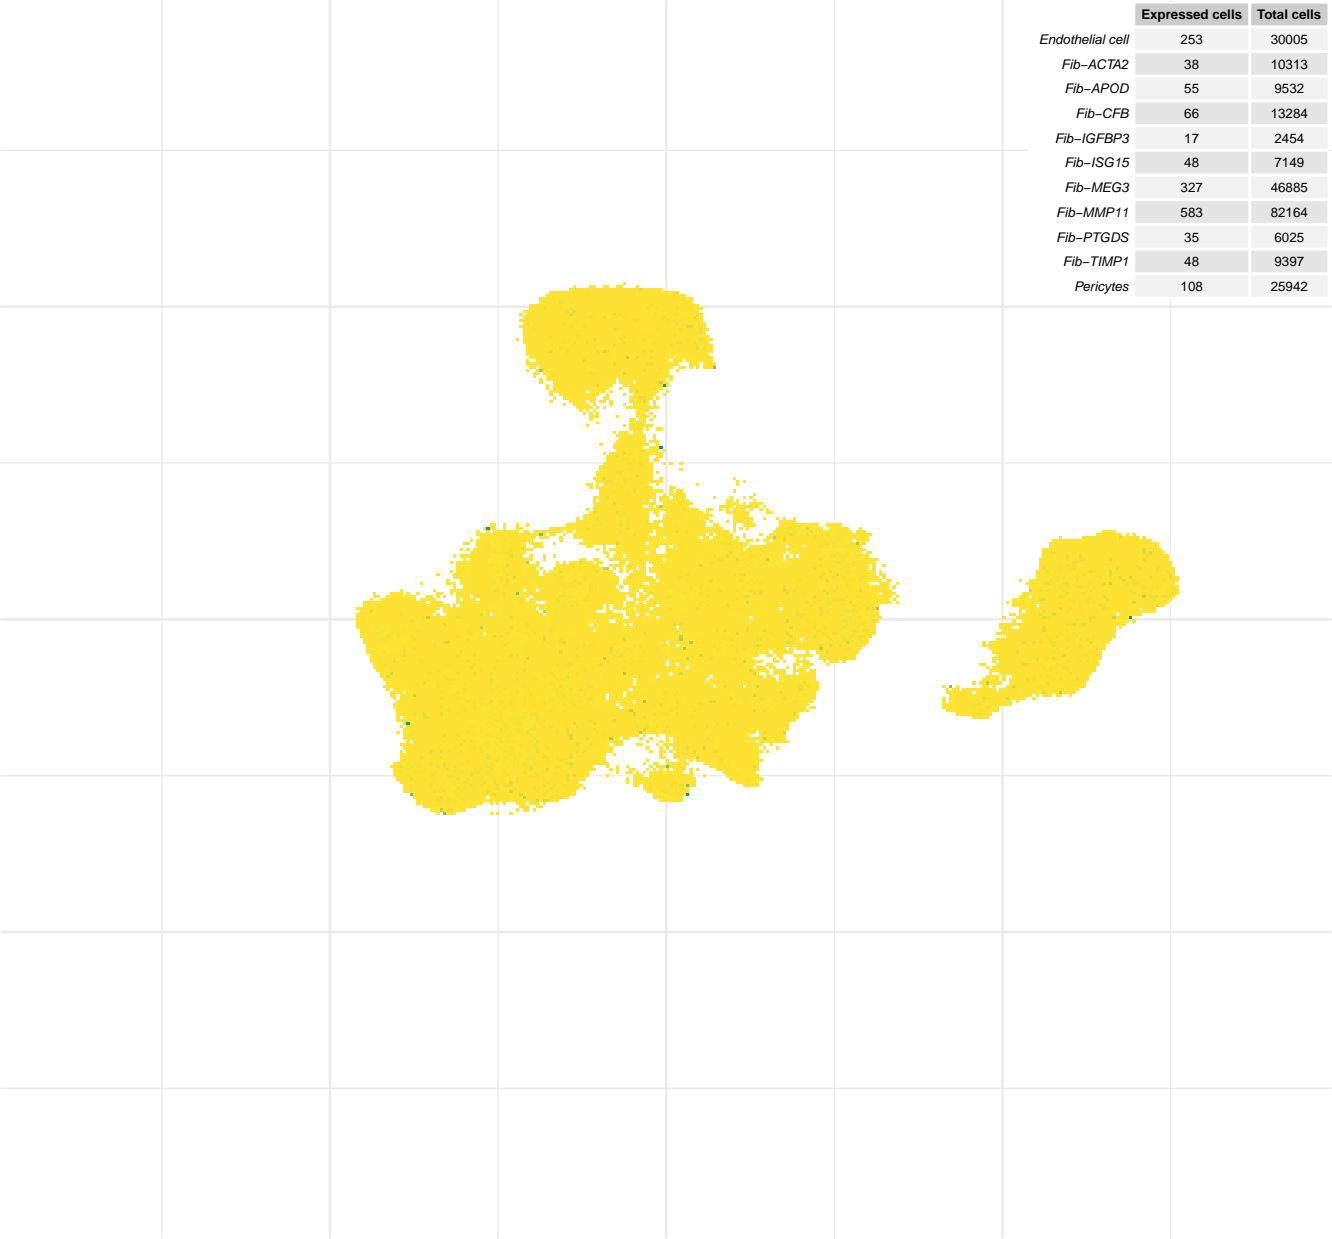 Expressed cells Total cells
Endothelial cell 253 30005
Fib−ACTA2 38 10313
Fib−APOD 55 9532
Fib−CFB 66 13284
Fib−IGFBP3 17 2454
Fib−ISG15 48 7149
Fib−MEG3 327 46885
Fib−MMP11 583 82164
Fib−PTGDS 35 6025
Fib−TIMP1 48 9397
Pericytes 108 25942